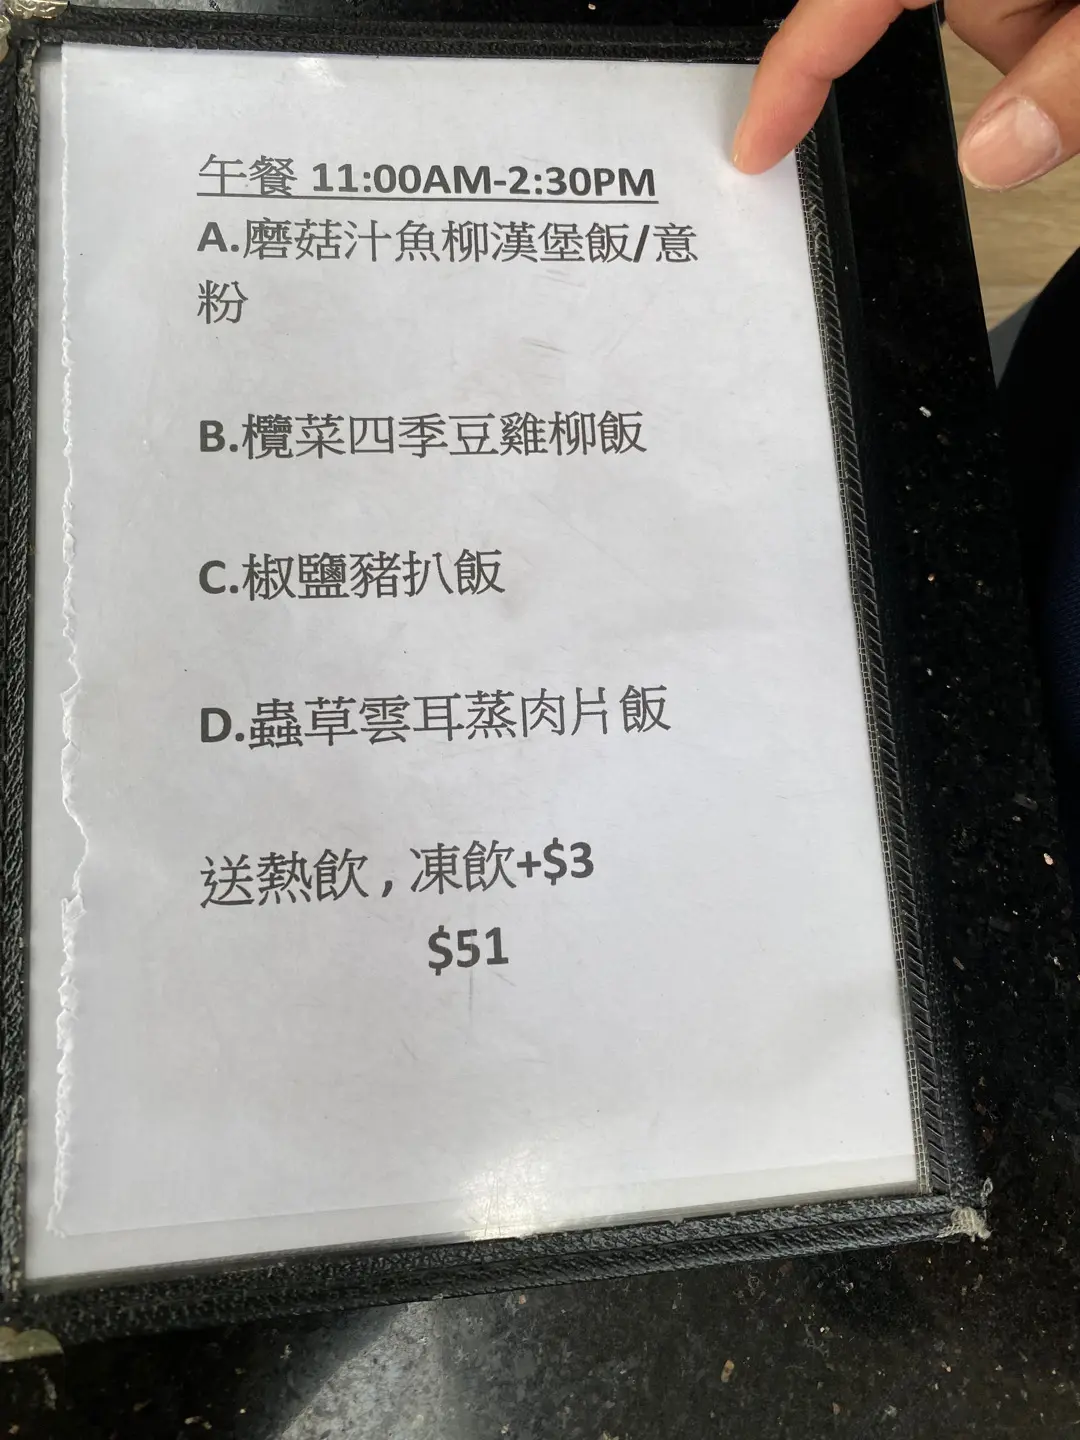 午餐 11:00AM-2:30PM
A.磨菇汁魚柳漢堡飯/意
粉
B.欖菜四季豆雞柳飯
C.椒鹽豬扒飯
D.蟲草雲耳蒸肉片飯
送熱飲 , 凍飲+$3
$51